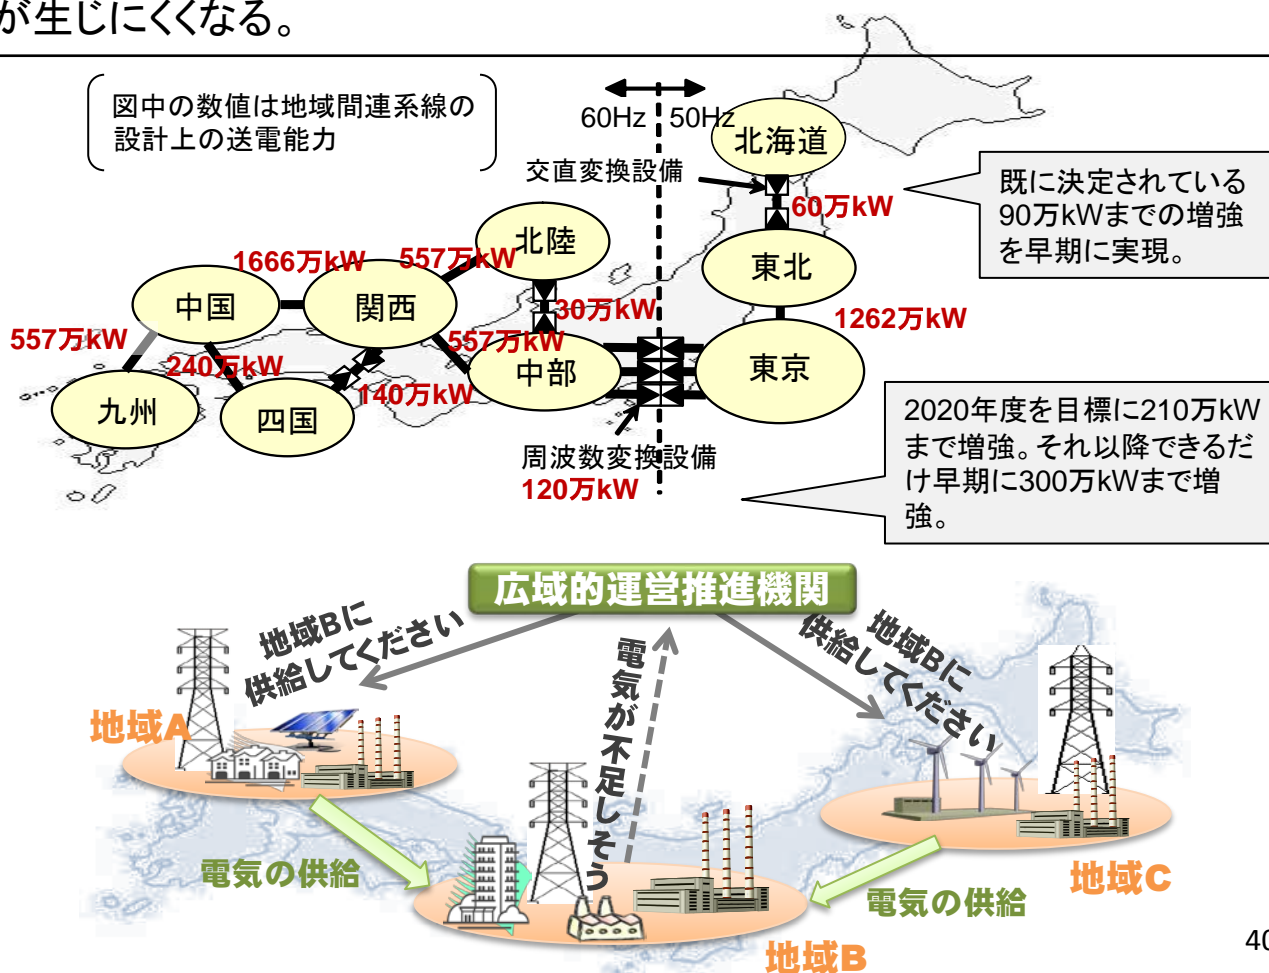 が生じにくくなる。
図中の数値は地域間連系線の
設計上の送電能力
60Hz
50Hz
北海道
交直変換設備
60万kW
既に決定されている
90万kWまでの増強
を早期に実現。
北陸
東北
1666万kW
557万kW
中国
関西
30万kW
1262万kW
557万kW
557万kW
中部
東京
240万kW
140万kW
九州
四国
周波数変換設備
120万kW
2020年度を目標に210万kW
まで増強。それ以降できるだ
け早期に300万kWまで増
強。
広域的運営推進機関
地域Bに
供給してください
電気が不足しそう
地域Bに
供給してください
地域A
電気の供給
地域C
電気の供給
地域B
40